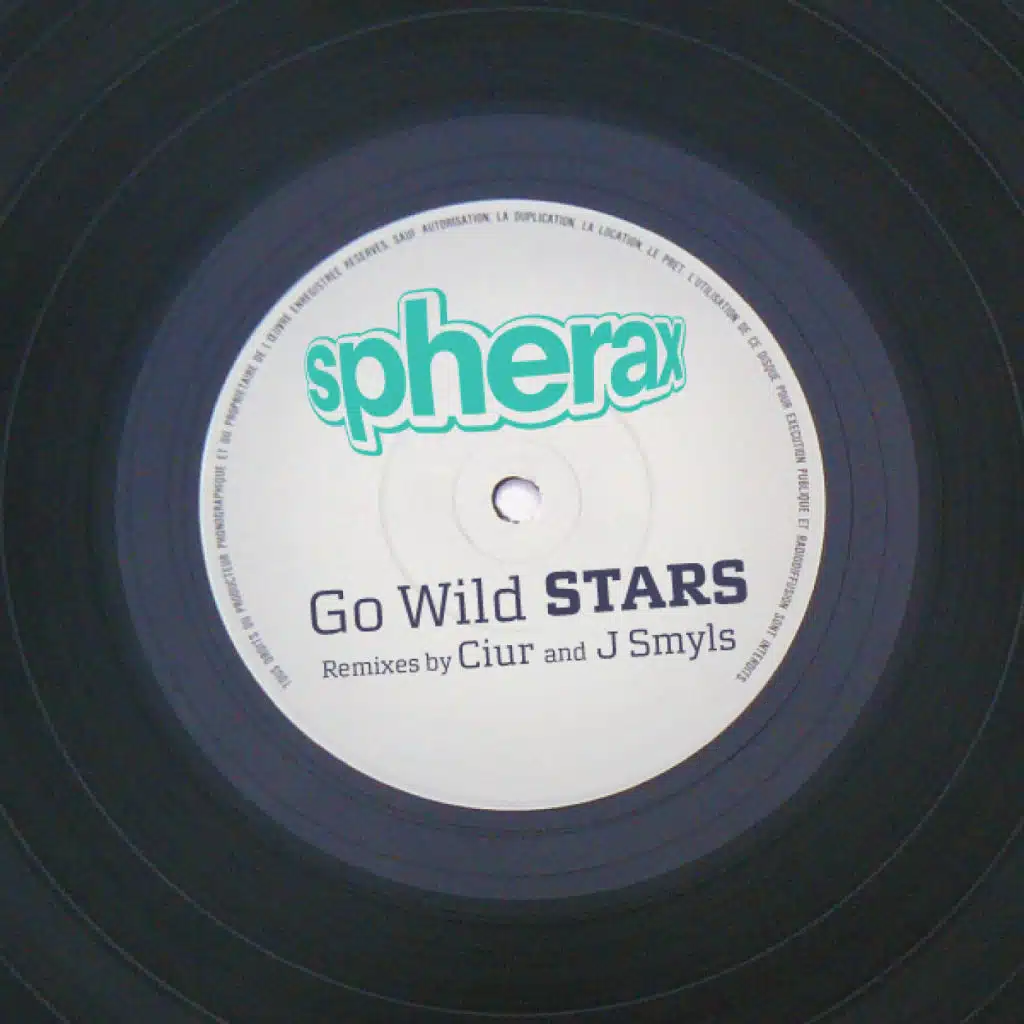 TOUS DROITS DU PRODUCTEUR PHONOGRAPHIQUE ET DU PROPRIETAIRE DE L'ŒUVRE ENREGISTREE RESERVES. SAUF AUTORISATION, LA DUPLICATION, LA LOCATION, LE PRET, L'UTILISATION DE CE DISQUE POUR EXECUTION PUBLIQUE ET RADIODIFFUSION SONT INTERDITS.
spherax
Go Wild STARS
Remixes by Ciur and J Smyls